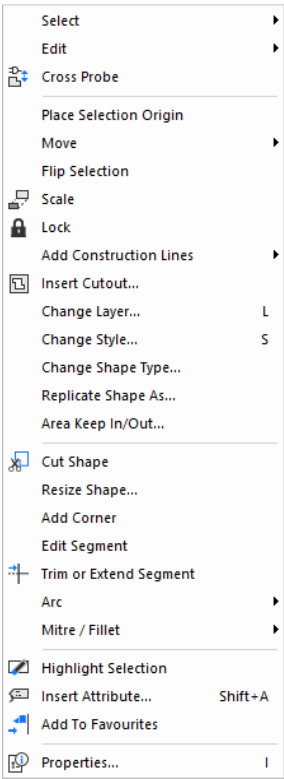 Select
Edit
Cross Probe
Place Selection Origin
Move
Flip Selection
Scale
Lock
Add Construction Lines
Insert Cutout...
Change Layer... L
Change Style... S
Change Shape Type...
Replicate Shape As...
Area Keep In/Out...
Cut Shape
Resize Shape...
Add Corner
Edit Segment
Trim or Extend Segment
Arc
Mitre / Fillet
Highlight Selection
Insert Attribute... Shift+A
Add To Favourites
Properties... I